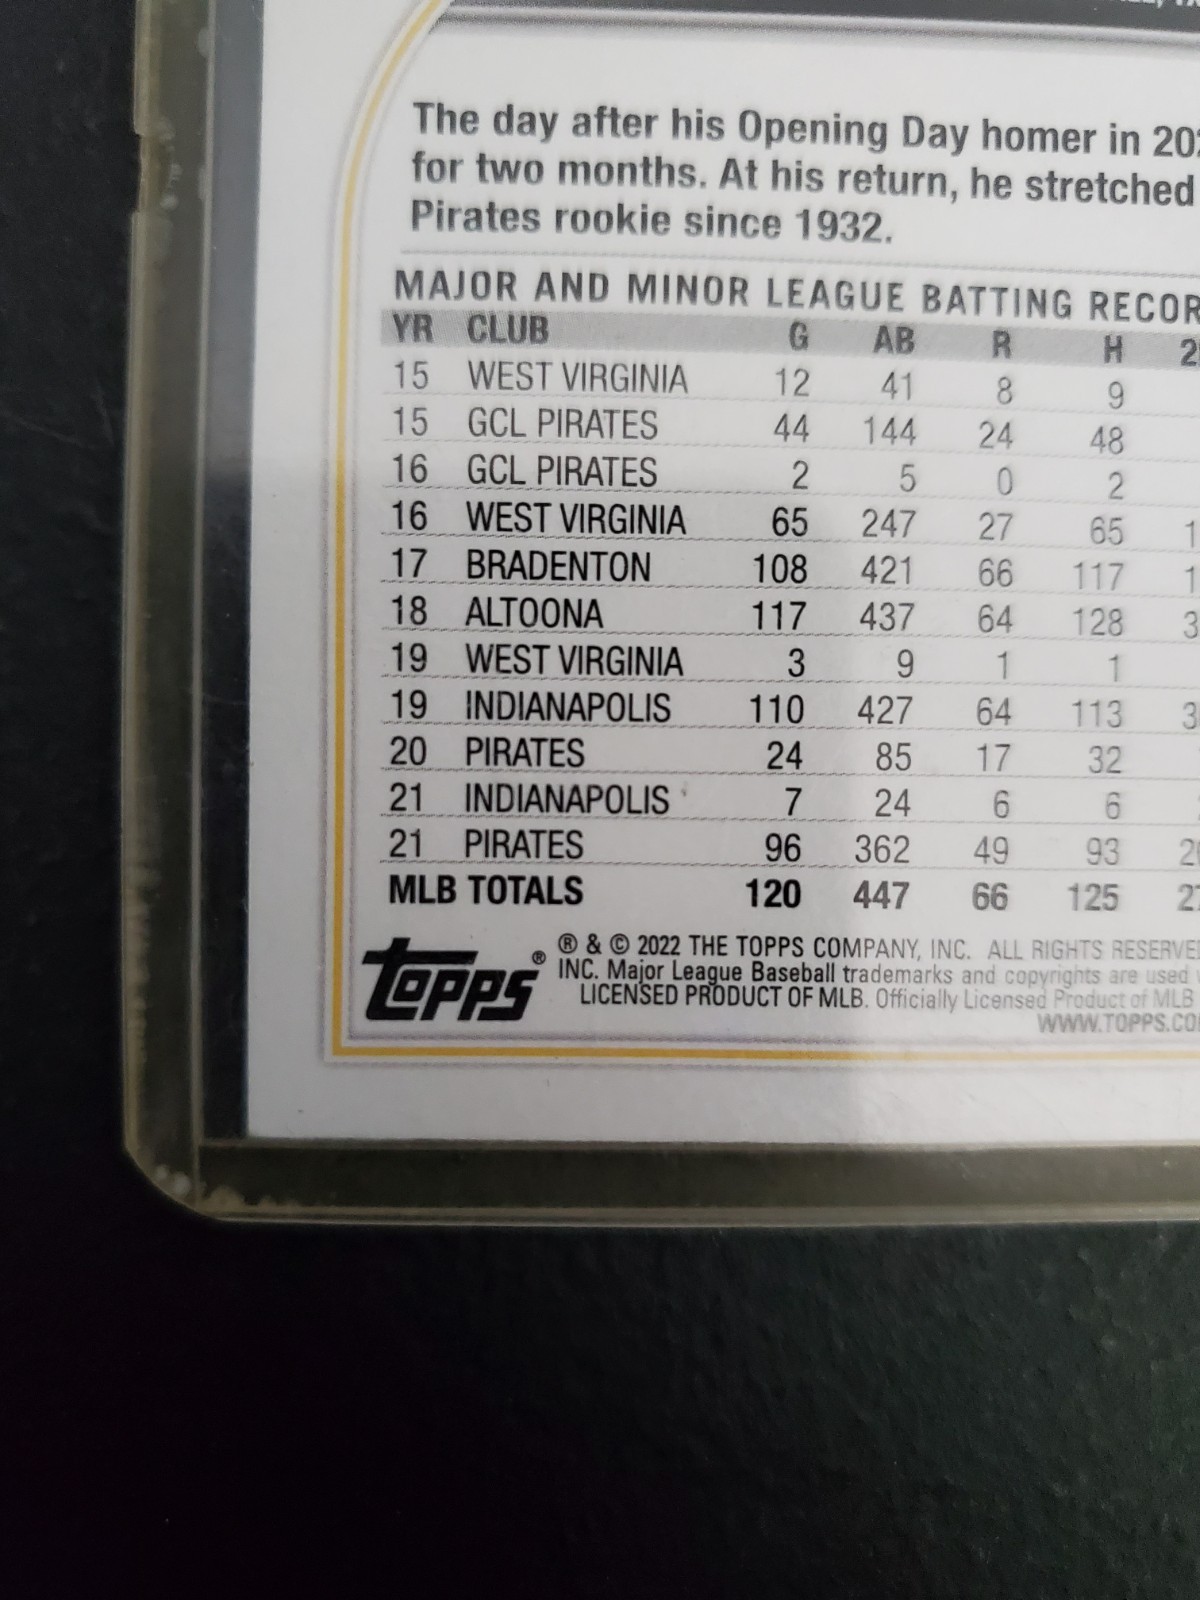 The day after his Opening Day homer in
for two months. At his return, he stretched
Pirates rookie since 1932.
MAJOR AND MINOR LEAGUE BATTING
YR CLUB G AB R H
15 WEST VIRGINIA 12 41 8 9
15 GCL PIRATES 44 144 24 48
16 GCL PIRATES 2 5 0 2
16 WEST VIRGINIA 65 247 27 65
17 BRADENTON 108 421 66 117
18 ALTOONA 117 437 64 128
19 WEST VIRGINIA 3 9 1 1
19 INDIANAPOLIS 110 427 64 113
20 PIRATES 24 85 17 32
21 INDIANAPOLIS 7 24 6 6
21 PIRATES 96 362 49 93
MLB TOTALS 120 447 66 125
topps®
® & © 2022 THE TOPPS COMPANY, INC. ALL RIGHTS
INC. Major League Baseball trademarks and copyrights are used
LICENSED PRODUCT OF MLB. Officially Licensed Product of MLB